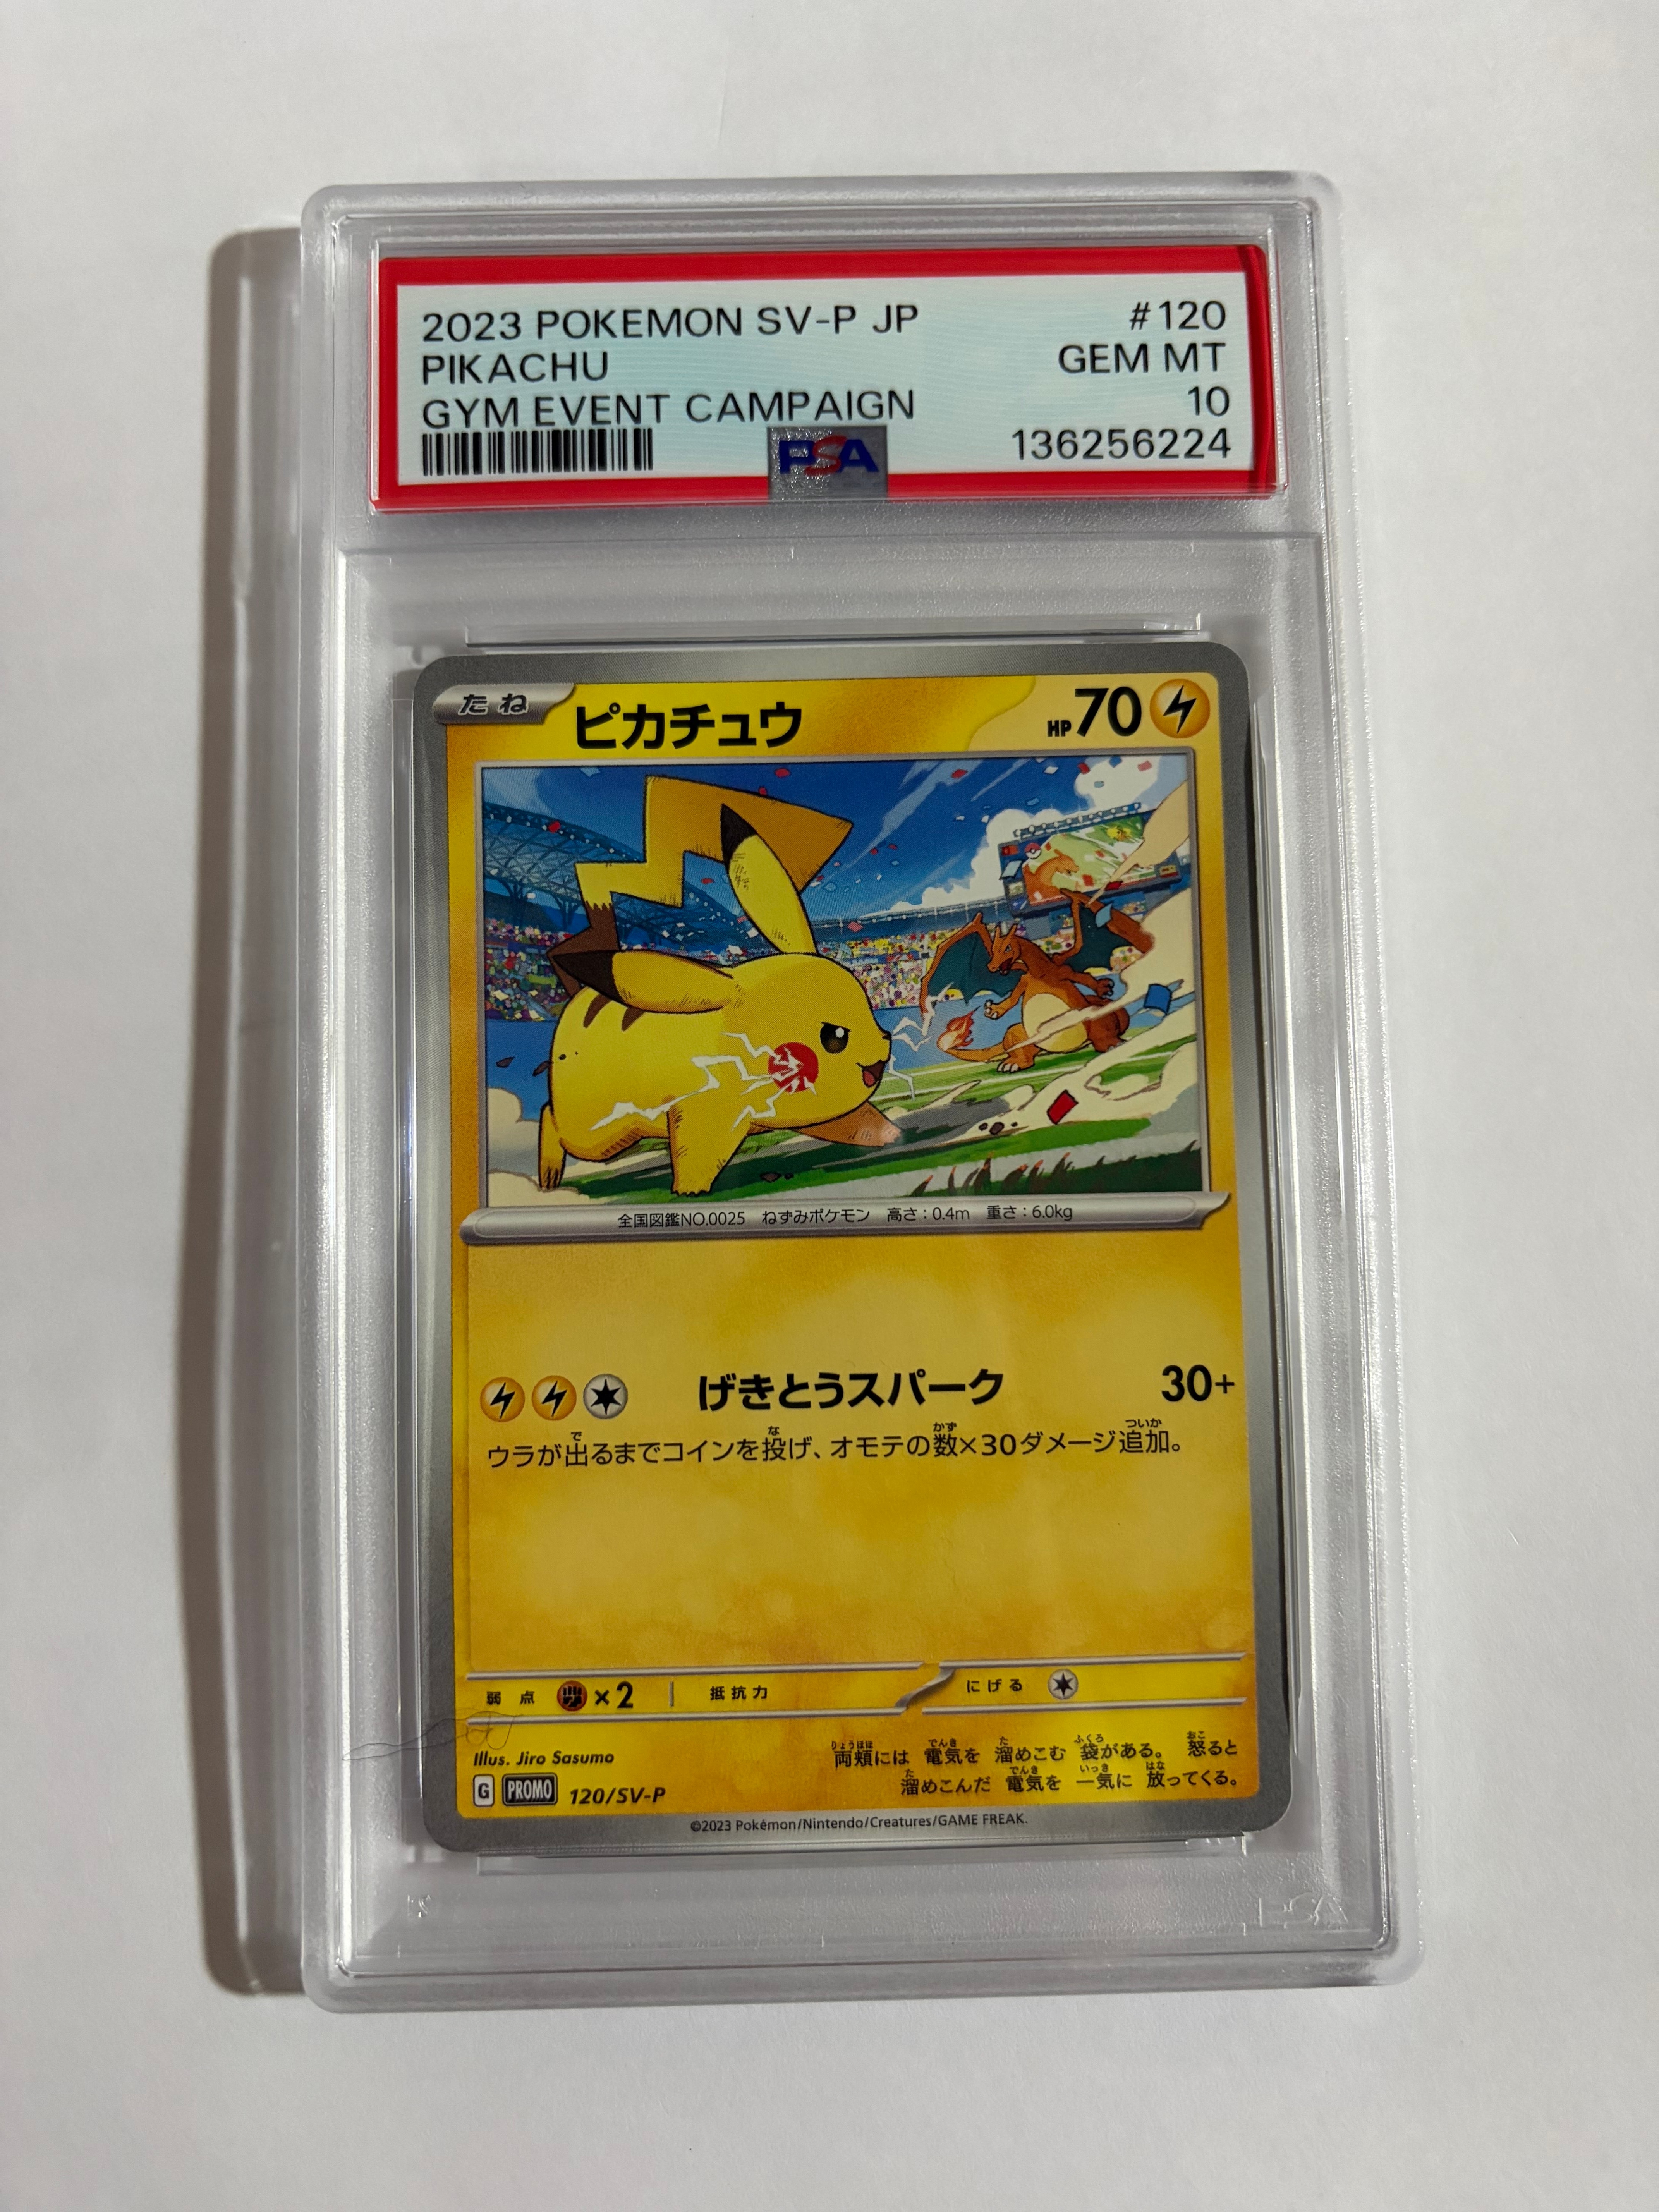 2023 POKEMON SV-P JP #120
PIKACHU GEM MT
GYM EVENT CAMPAIGN 10
PSA 136256224
たね ピカチュウ HP 70
全国図鑑NO.0025 ねずみポケモン 高さ:0.4m 重さ:6.0kg
げきとうスパーク 30+
ウラが出るまでコインを投げ、オモテの数×30ダメージ追加。
弱点 ×2 抵抗力 にげる
Illus. Jiro Sasumo
両頬には 電気を 溜めこむ 袋がある。 怒ると
溜めこんだ 電気を 一気に 放ってくる。
G PROMO 120/SV-P
©2023 Pokémon/Nintendo/Creatures/GAME FREAK.
PSA